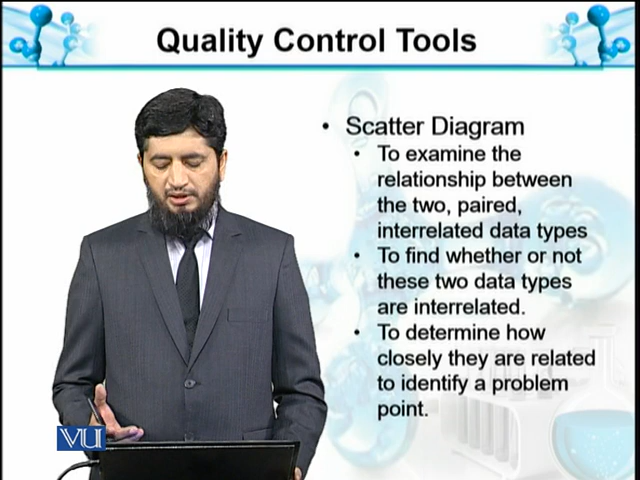 Quality Control Tools
• Scatter Diagram
• To examine the
relationship between
the two, paired,
interrelated data types
• To find whether or not
these two data types
are interrelated.
• To determine how
closely they are related
to identify a problem
point.
VU